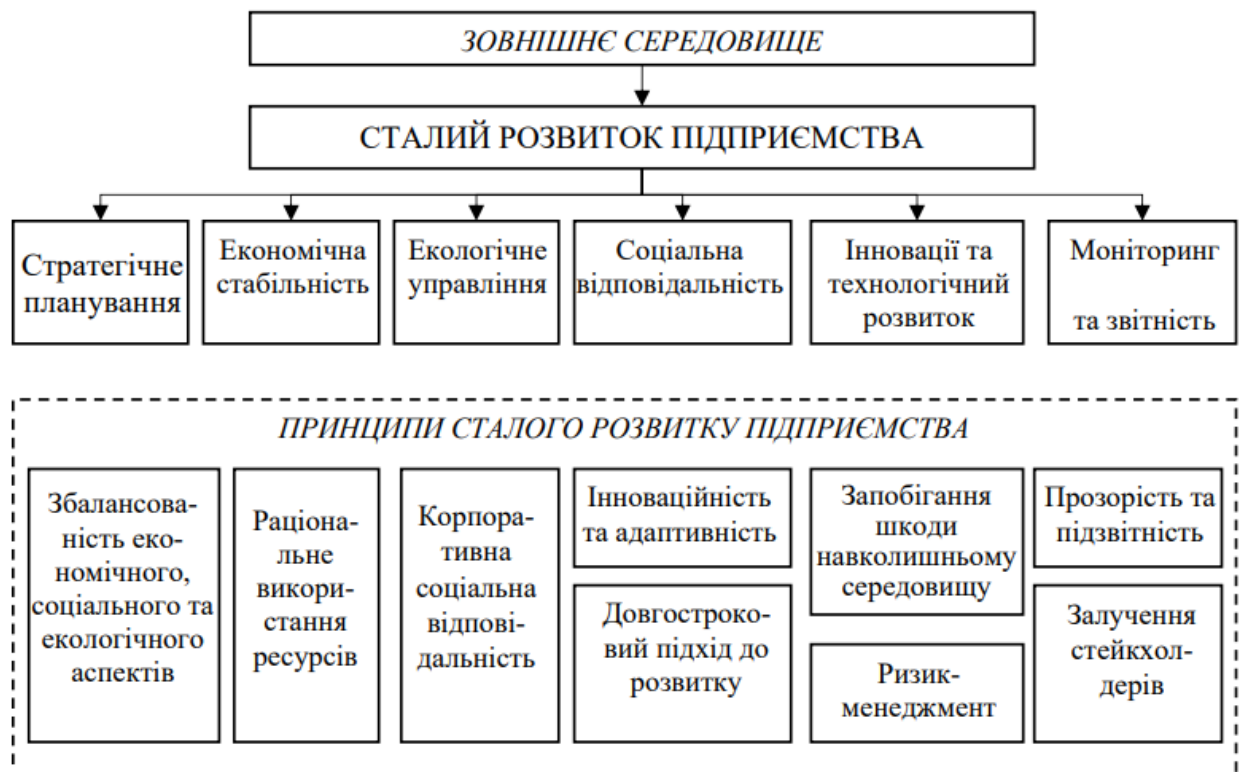 ЗОВНІШНЄ СЕРЕДОВИЩЕ
СТАЛИЙ РОЗВИТОК ПІДПРИЄМСТВА
Стратегічне
планування
Економічна
стабільність
Екологічне
управління
Соціальна
відповідальність
Інновації та
технологічний
розвиток
Моніторинг
та звітність
ПРИНЦИПИ СТАЛОГО РОЗВИТКУ ПІДПРИЄМСТВА
Збалансова-
ність еко-
номічного,
соціального та
екологічного
аспектів
Раціона-
льне
викори-
стання
ресурсів
Корпора-
тивна
соціальна
відпові-
дальність
Інноваційність
та адаптивність
Довгостроко-
вий підхід до
розвитку
Запобігання
шкоди
навколишньому
середовищу
Ризик-
менеджмент
Прозорість та
підзвітність
Залучення
стейкхол-
дерів